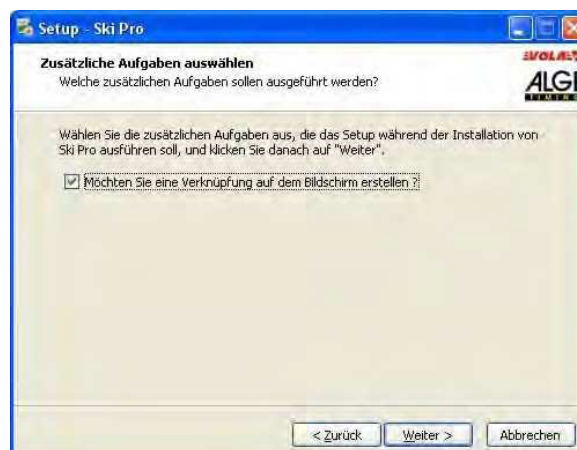 Setup - Ski Pro
Zusätzliche Aufgaben auswählen
Welche zusätzlichen Aufgaben sollen ausgeführt werden?
ALGE
TIMING
Wählen Sie die zusätzlichen Aufgaben aus, die das Setup während der Installation von
Ski Pro ausführen soll, und klicken Sie danach auf "Weiter".
Möchten Sie eine Verknüpfung auf dem Bildschirm erstellen ?
< Zurück
Weiter >
Abbrechen